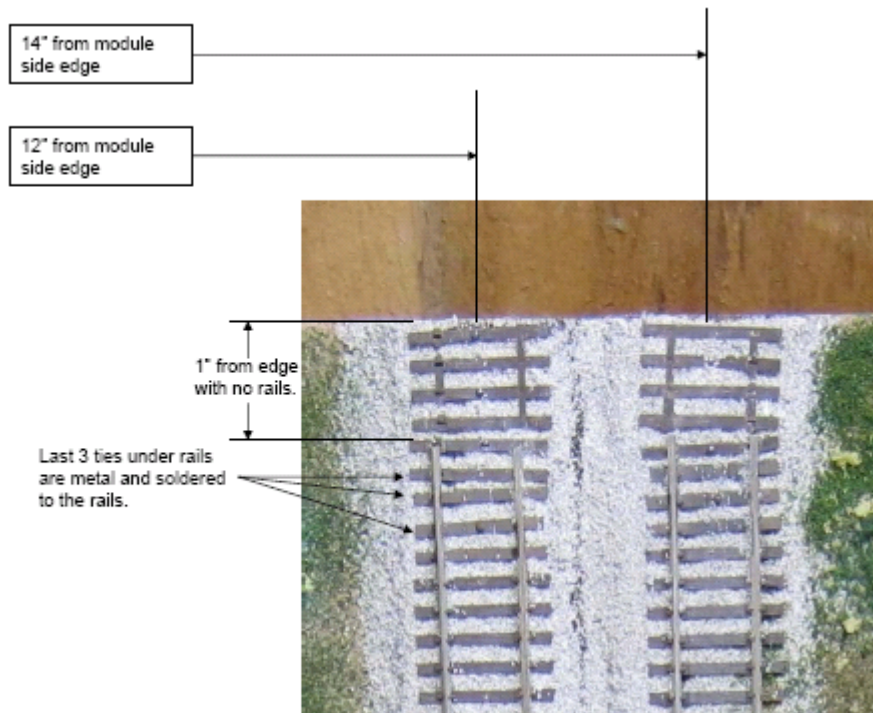 14" from module
side edge
12" from module
side edge
1" from edge
with no rails.
Last 3 ties under rails
are metal and soldered
to the rails.